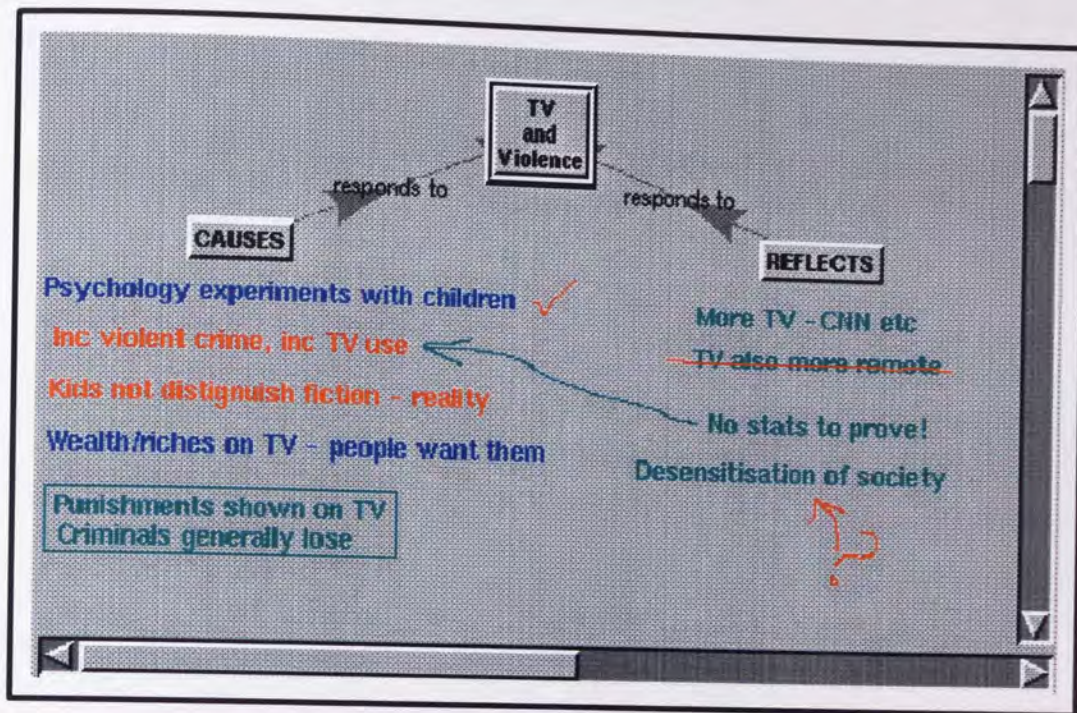 TV
and
Violence
responds to
responds to
CAUSES
REFLECTS
Psychology experiments with children
Inc violent crime, inc TV use
Kids not distignuish fiction - reality
Wealth/riches on TV - people want them
Punishments shown on TV
Criminals generally lose
More TV - CNN etc
TV also more remote
No stats to prove!
Desensitisation of society
?